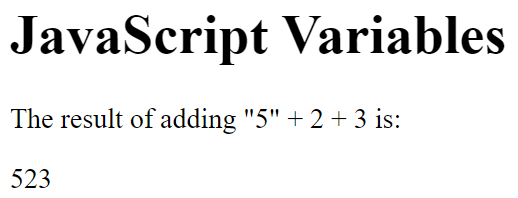 JavaScript Variables
The result of adding "5" + 2 + 3 is:
523